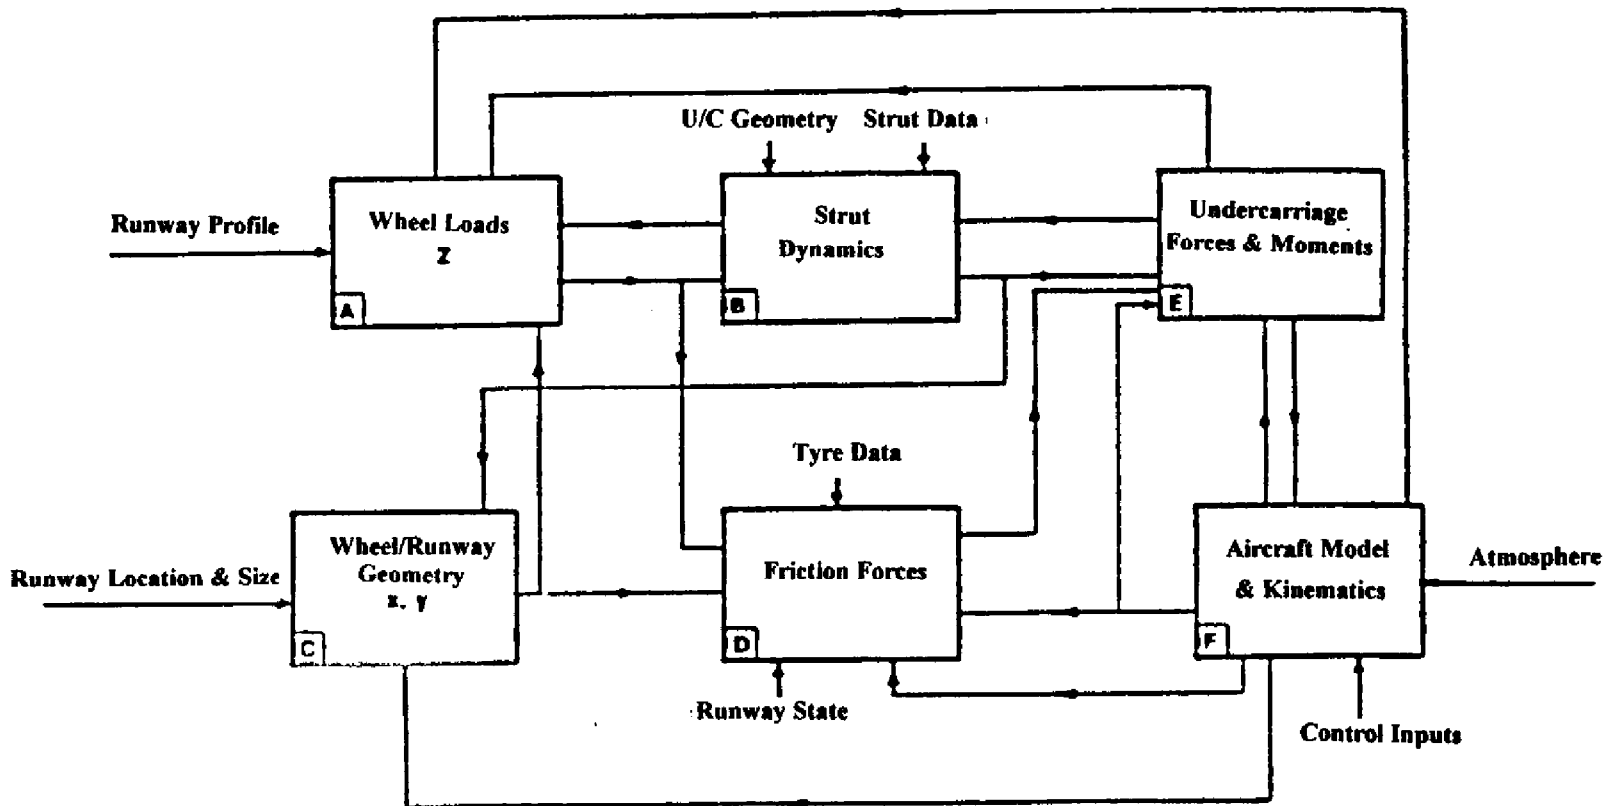 U/C Geometry
Strut Data
Runway Profile
Wheel Loads
Z
A
Strut
Dynamics
B
Undercarriage
Forces & Moments
E
Tyre Data
Runway Location & Size
Wheel/Runway
Geometry
x, y
C
Friction Forces
D
Runway State
Aircraft Model
& Kinematics
F
Atmosphere
Control Inputs